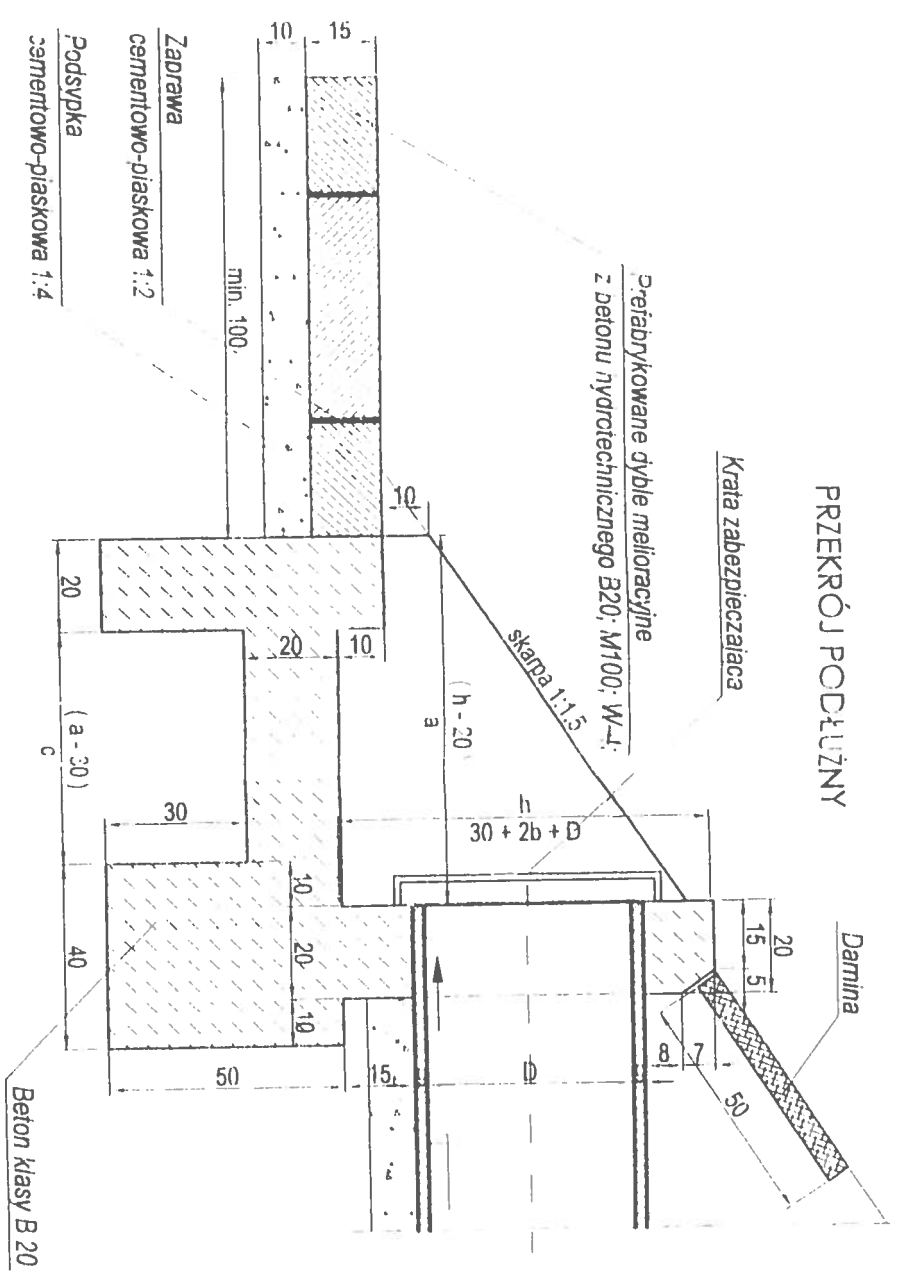 PRZEKRÓJ PODŁUŻNY
Krata zabezpieczajaca
Darnina
Prefabrykowane dyble melioracyjne
z betonu hydrotechnicznego B20; M100; W-4;
skarpa 1:1.5
h
30 + 2b + D
20
15 5
8
7
50
D
15
50
( h - 20 )
a
10
15
10
min. 100
20
10
20
( a - 30 )
c
30
40
10
20
10
Zaprawa
cementowo-piaskowa 1:2
Podsypka
cementowo-piaskowa 1:4
Beton klasy B 20